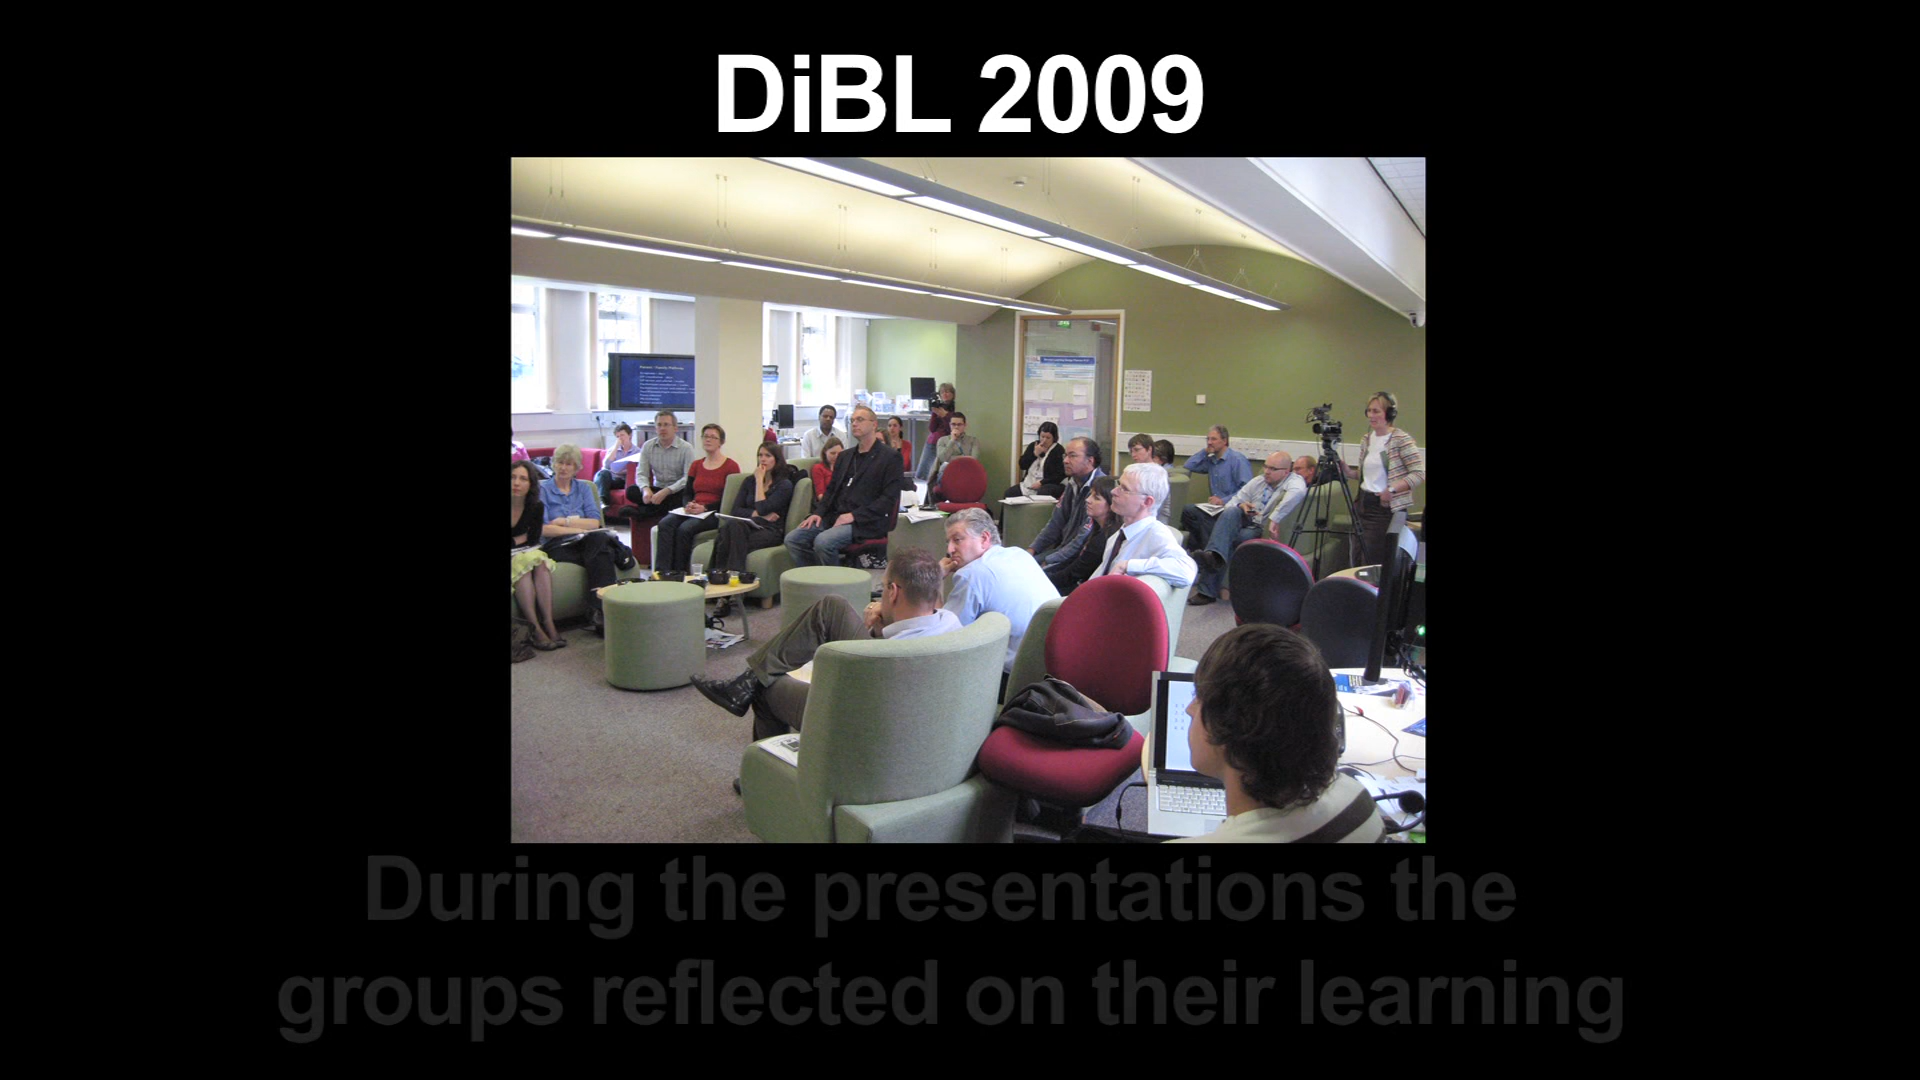 DiBL 2009
During the presentations the
groups reflected on their learning